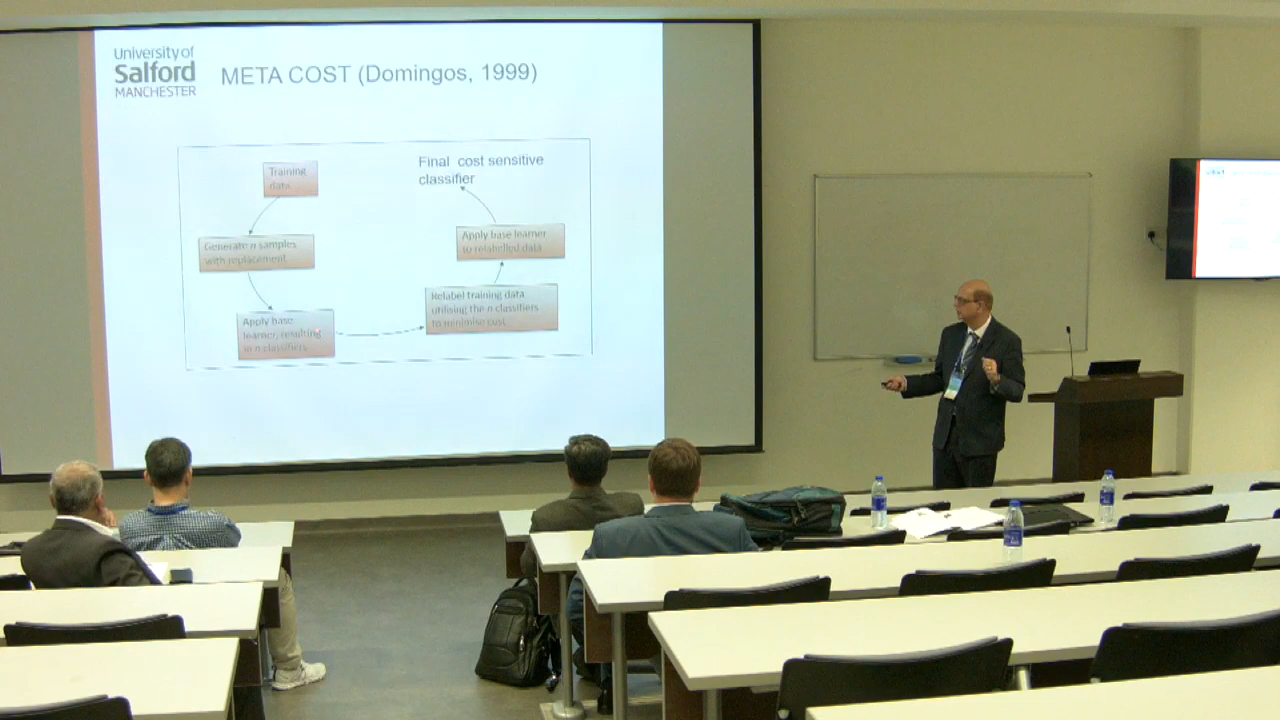 University of
Salford
MANCHESTER
META COST (Domingos, 1999)
Training
data
Generate n samples
with replacement
Apply base
learner, resulting
in n classifiers
Relabel training data
utilising the n classifiers
to minimise cost
Apply base learner
to relabelled data
Final cost sensitive
classifier